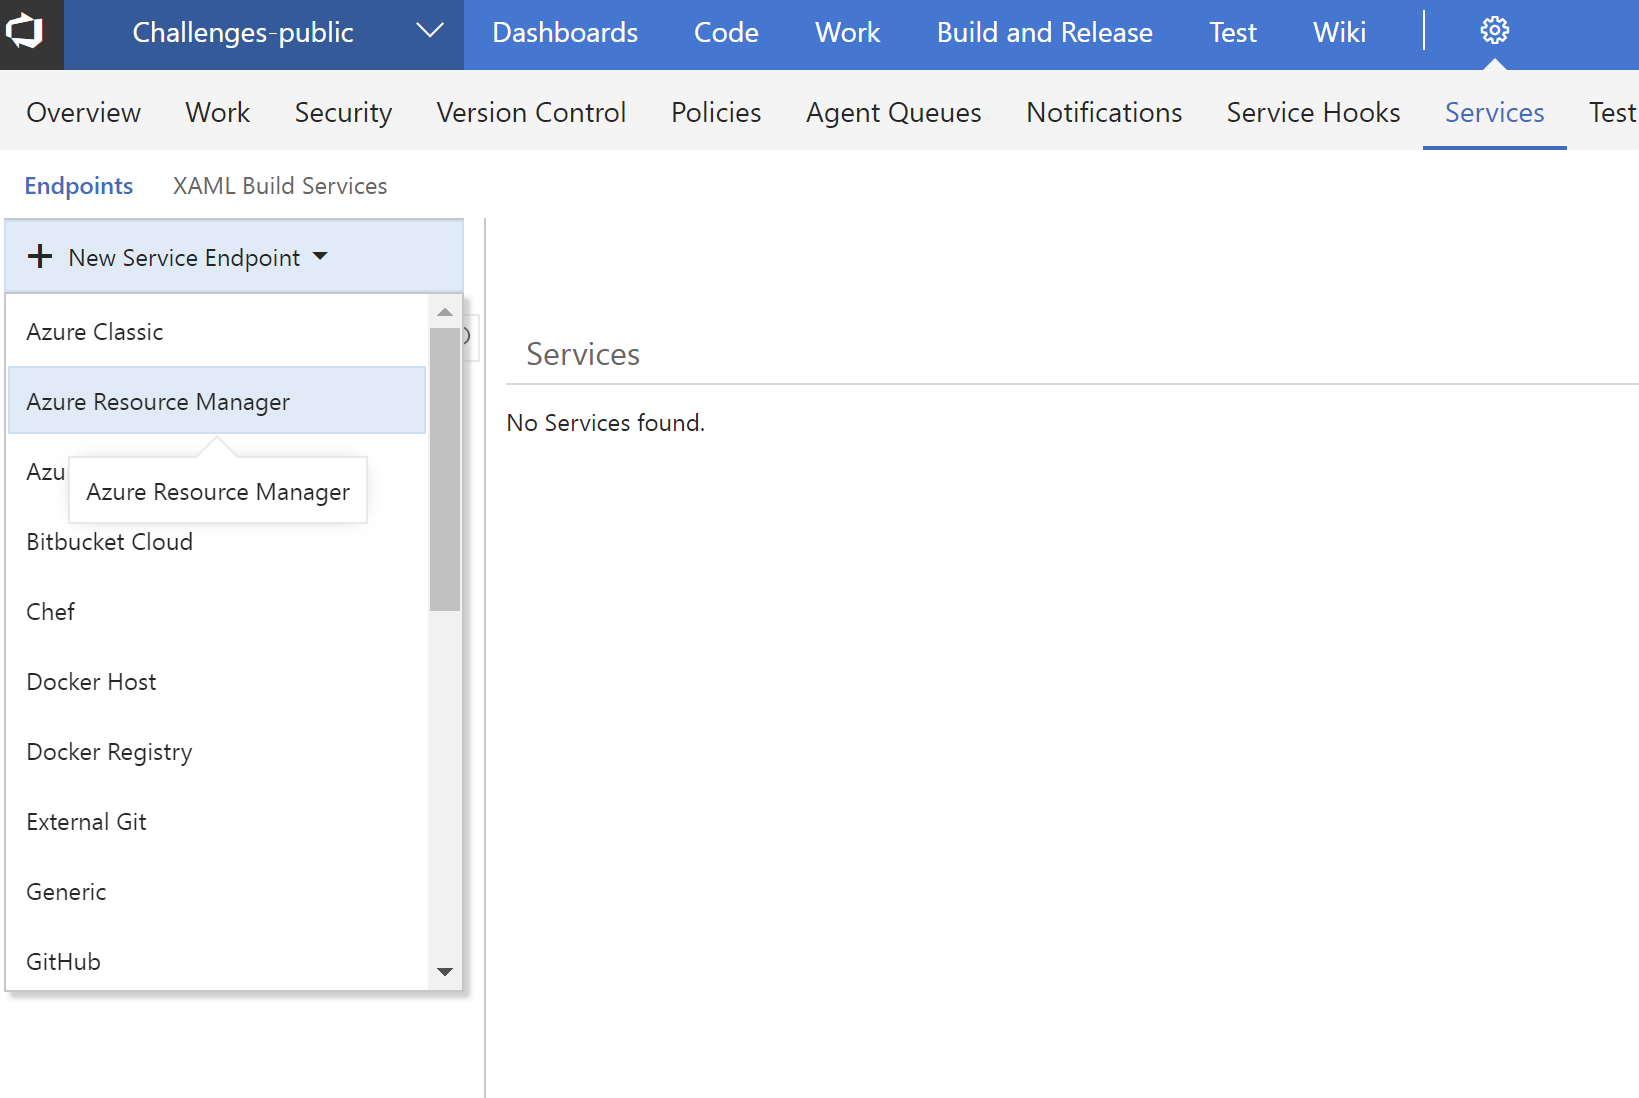 Challenges-public Dashboards Code Work Build and Release Test Wiki
Overview Work Security Version Control Policies Agent Queues Notifications Service Hooks Services Test
Endpoints XAML Build Services
New Service Endpoint
Azure Classic
Azure Resource Manager
Azure Resource Manager
Bitbucket Cloud
Chef
Docker Host
Docker Registry
External Git
Generic
GitHub
Services
No Services found.